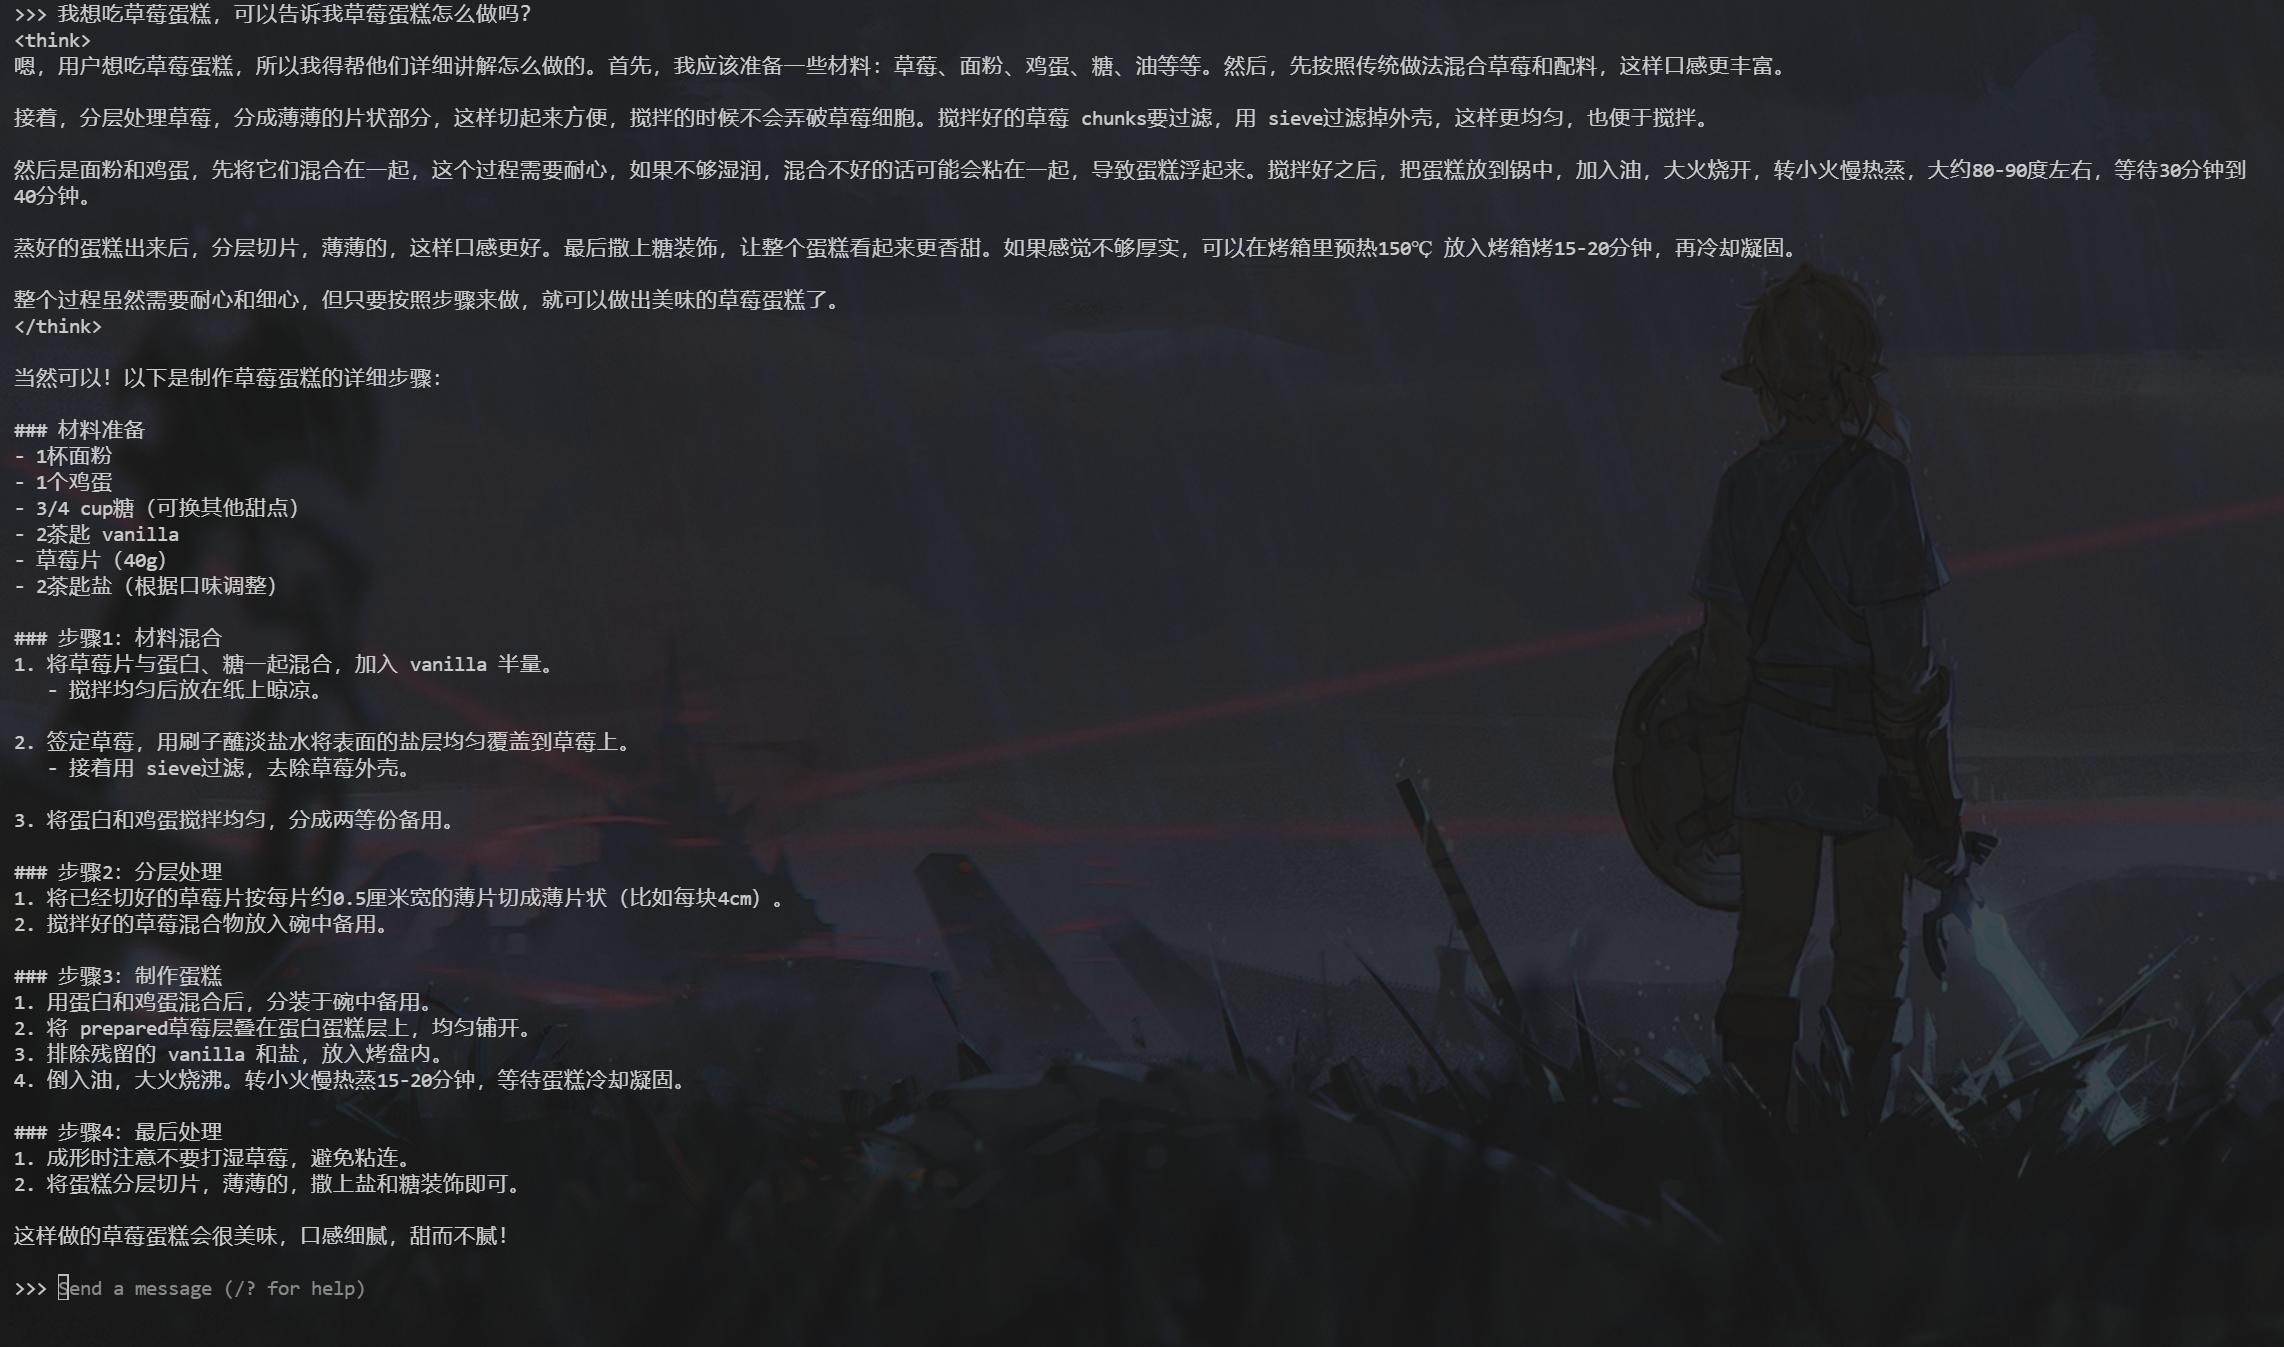 >>> 我想吃草莓蛋糕，可以告诉我草莓蛋糕怎么做吗？
<think>
嗯，用户想吃草莓蛋糕，所以我得帮他们详细讲解怎么做的。首先，我应该准备一些材料：草莓、面粉、鸡蛋、糖、油等等。然后，先按照传统做法混合草莓和配料，这样口感更丰富。
接着，分层处理草莓，分成薄薄的片状部分，这样切起来方便，搅拌的时候不会弄破草莓细胞。搅拌好的草莓 chunks要过滤，用 sieve过滤掉外壳，这样更均匀，也便于搅拌。
然后是面粉和鸡蛋，先将它们混合在一起，这个过程需要耐心，如果不够湿润，混合不好的话可能会粘在一起，导致蛋糕浮起来。搅拌好之后，把蛋糕放到锅中，加入油，大火烧开，转小火慢热蒸，大约80-90度左右，等待30分钟到
40分钟。
蒸好的蛋糕出来后，分层切片，薄薄的，这样口感更好。最后撒上糖装饰，让整个蛋糕看起来更香甜。如果感觉不够厚实，可以在烤箱里预热150℃ 放入烤箱烤15-20分钟，再冷却凝固。
整个过程虽然需要耐心和细心，但只要按照步骤来做，就可以做出美味的草莓蛋糕了。
</think>
当然可以！以下是制作草莓蛋糕的详细步骤：
### 材料准备
- 1杯面粉
- 1个鸡蛋
- 3/4 cup糖（可换其他甜点）
- 2茶匙 vanilla
- 草莓片（40g）
- 2茶匙盐（根据口味调整）
### 步骤1：材料混合
1. 将草莓片与蛋白、糖一起混合，加入 vanilla 半量。
- 搅拌均匀后放在纸上晾凉。
2. 签定草莓，用刷子蘸淡盐水将表面的盐层均匀覆盖到草莓上。
- 接着用 sieve过滤，去除草莓外壳。
3. 将蛋白和鸡蛋搅拌均匀，分成两等份备用。
### 步骤2：分层处理
1. 将已经切好的草莓片按每片约0.5厘米宽的薄片切成薄片状（比如每块4cm）。
2. 搅拌好的草莓混合物放入碗中备用。
### 步骤3：制作蛋糕
1. 用蛋白和鸡蛋混合后，分装于碗中备用。
2. 将 prepared草莓层叠在蛋白蛋糕层上，均匀铺开。
3. 排除残留的 vanilla 和盐，放入烤盘内。
4. 倒入油，大火烧沸。转小火慢热蒸15-20分钟，等待蛋糕冷却凝固。
### 步骤4：最后处理
1. 成形时注意不要打湿草莓，避免粘连。
2. 将蛋糕分层切片，薄薄的，撒上盐和糖装饰即可。
这样做的草莓蛋糕会很美味，口感细腻，甜而不腻！
>>> Send a message (/? for help)